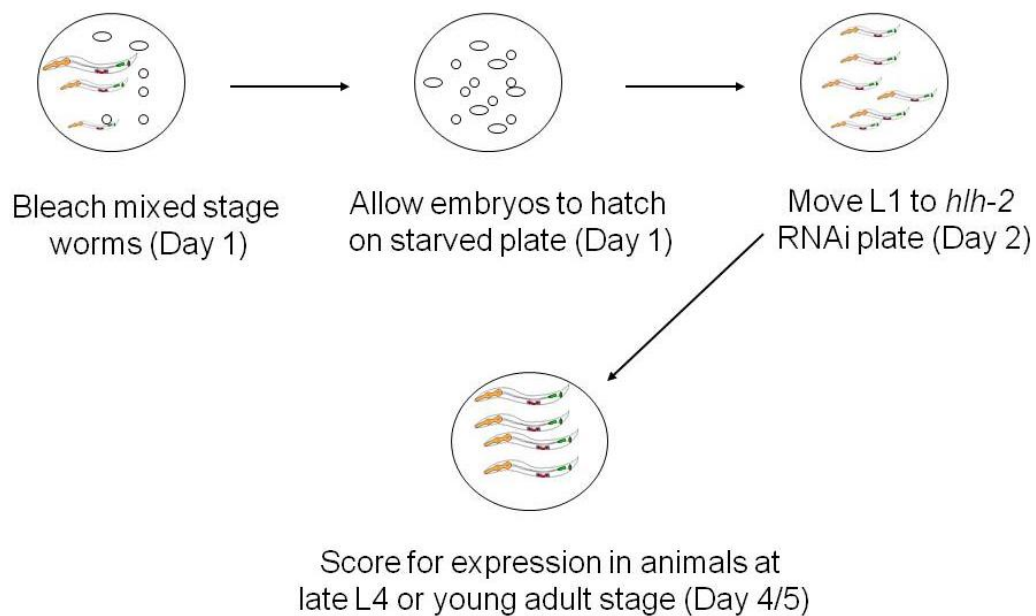 Bleach mixed stage
worms (Day 1)
Allow embryos to hatch
on starved plate (Day 1)
Move L1 to hlh-2
RNAi plate (Day 2)
Score for expression in animals at
late L4 or young adult stage (Day 4/5)